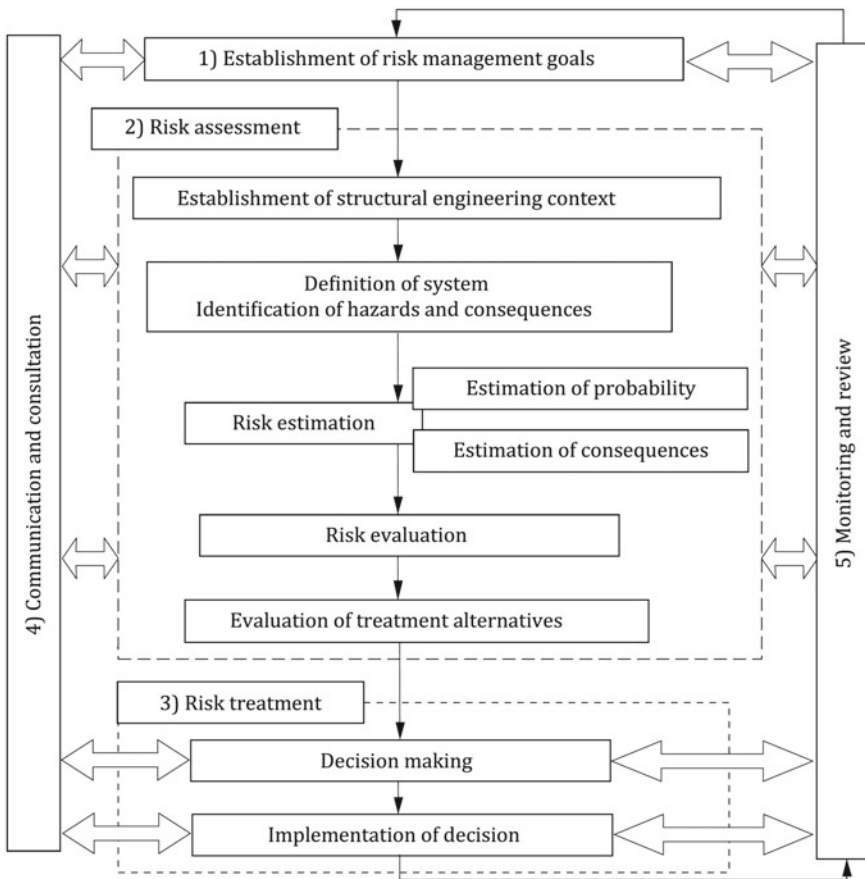 1) Establishment of risk management goals
2) Risk assessment
Establishment of structural engineering context
Definition of system
Identification of hazards and consequences
Estimation of probability
Risk estimation
Estimation of consequences
Risk evaluation
Evaluation of treatment alternatives
3) Risk treatment
Decision making
Implementation of decision
4) Communication and consultation
5) Monitoring and review